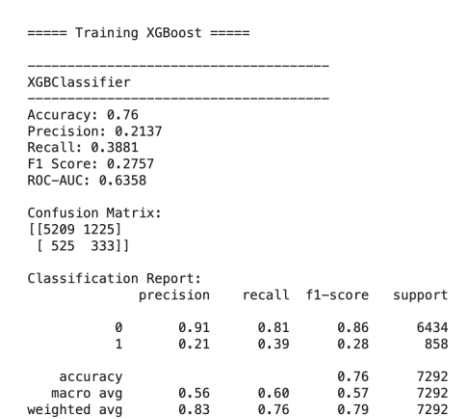 ===== Training XGBoost =====
--------------------------------------
XGBClassifier
--------------------------------------
Accuracy: 0.76
Precision: 0.2137
Recall: 0.3881
F1 Score: 0.2757
ROC-AUC: 0.6358
Confusion Matrix:
[[5209 1225]
 [ 525  333]]
Classification Report:
              precision    recall  f1-score   support
           0       0.91      0.81      0.86      6434
           1       0.21      0.39      0.28       858
    accuracy                           0.76      7292
   macro avg       0.56      0.60      0.57      7292
weighted avg       0.83      0.76      0.79      7292